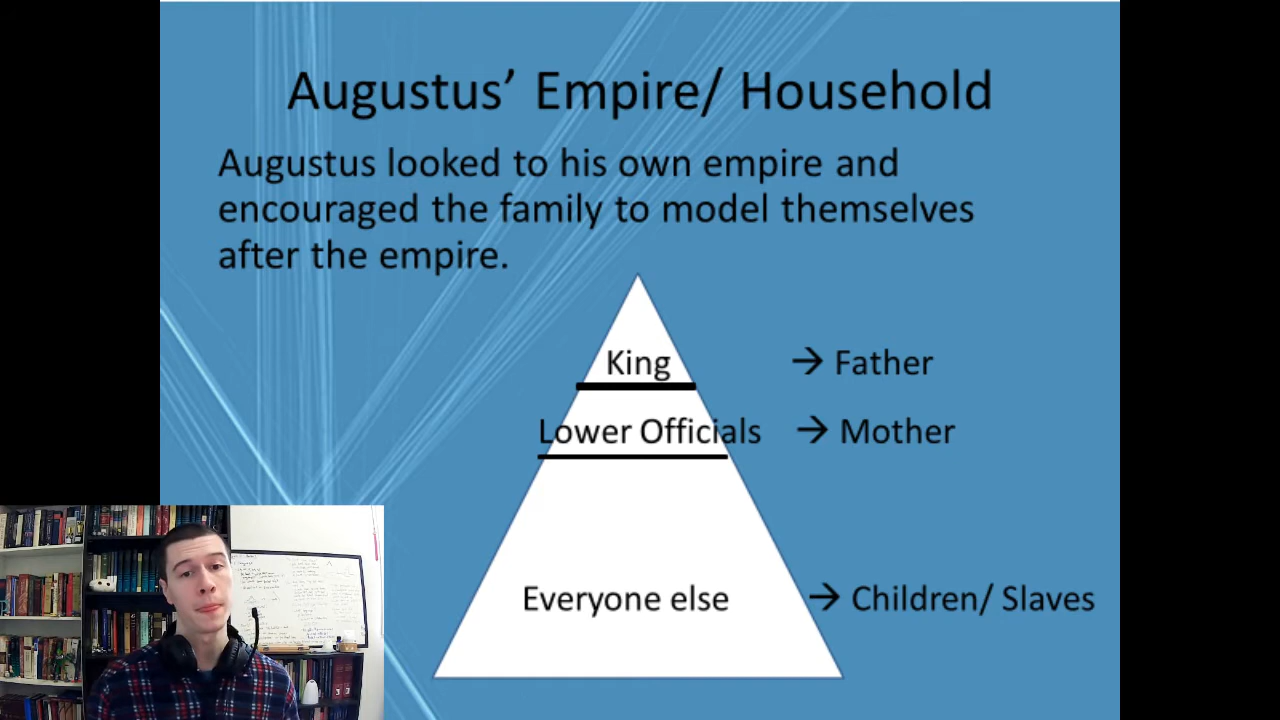 Augustus’ Empire/ Household
Augustus looked to his own empire and
encouraged the family to model themselves
after the empire.
King → Father
Lower Officials → Mother
Everyone else → Children/ Slaves